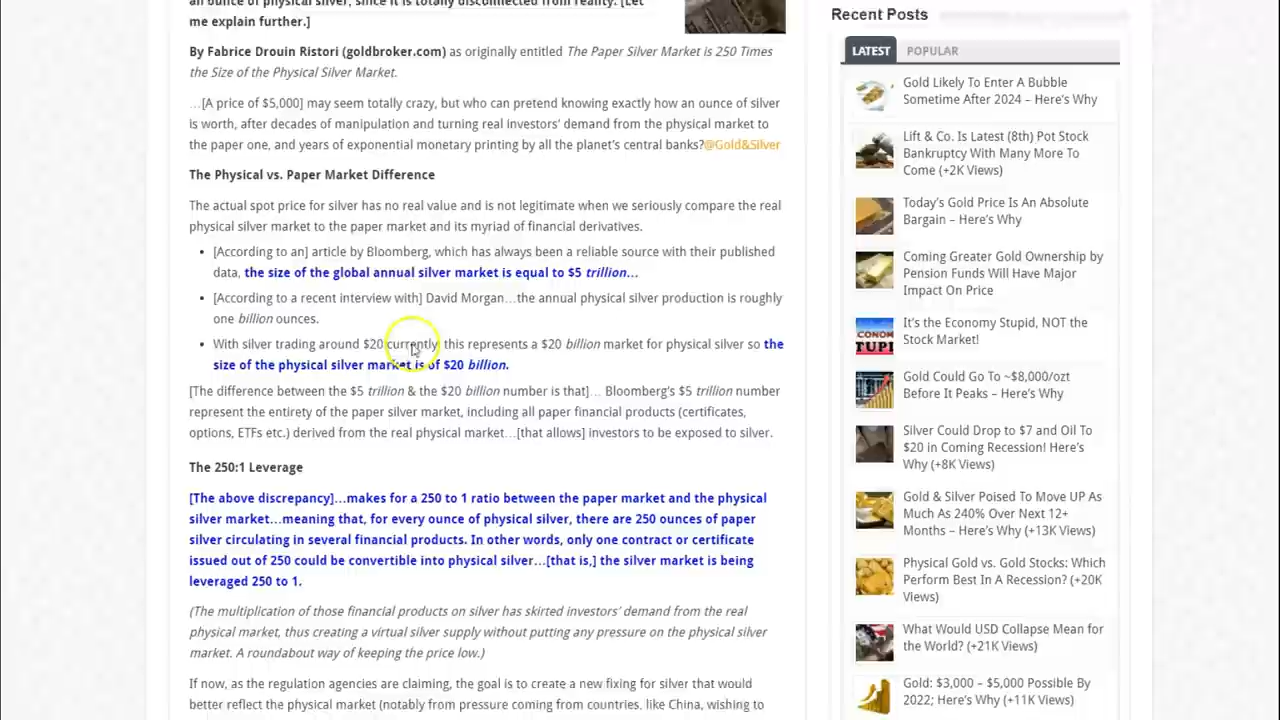 an ounce of physical silver, since it is totally disconnected from reality. [Let
me explain further.]
By Fabrice Drouin Ristori (goldbroker.com) as originally entitled The Paper Silver Market is 250 Times
the Size of the Physical Silver Market.
…[A price of $5,000] may seem totally crazy, but who can pretend knowing exactly how an ounce of silver
is worth, after decades of manipulation and turning real investors’ demand from the physical market to
the paper one, and years of exponential monetary printing by all the planet’s central banks?@Gold&Silver
The Physical vs. Paper Market Difference
The actual spot price for silver has no real value and is not legitimate when we seriously compare the real
physical silver market to the paper market and its myriad of financial derivatives.
• [According to an] article by Bloomberg, which has always been a reliable source with their published
data, the size of the global annual silver market is equal to $5 trillion…
• [According to a recent interview with] David Morgan…the annual physical silver production is roughly
one billion ounces.
• With silver trading around $20 currently, this represents a $20 billion market for physical silver so the
size of the physical silver market is of $20 billion.
[The difference between the $5 trillion & the $20 billion number is that]… Bloomberg’s $5 trillion number
represent the entirety of the paper silver market, including all paper financial products (certificates,
options, ETFs etc.) derived from the real physical market…[that allows] investors to be exposed to silver.
The 250:1 Leverage
[The above discrepancy]…makes for a 250 to 1 ratio between the paper market and the physical
silver market…meaning that, for every ounce of physical silver, there are 250 ounces of paper
silver circulating in several financial products. In other words, only one contract or certificate
issued out of 250 could be convertible into physical silver…[that is,] the silver market is being
leveraged 250 to 1.
(The multiplication of those financial products on silver has skirted investors’ demand from the real
physical market, thus creating a virtual silver supply without putting any pressure on the physical silver
market. A roundabout way of keeping the price low.)
If now, as the regulation agencies are claiming, the goal is to create a new fixing for silver that would
better reflect the physical market (notably from pressure coming from countries, like China, wishing to
Recent Posts
LATEST POPULAR
Gold Likely To Enter A Bubble
Sometime After 2024 – Here’s Why
Lift & Co. Is Latest (8th) Pot Stock
Bankruptcy With Many More To
Come (+2K Views)
Today’s Gold Price Is An Absolute
Bargain – Here’s Why
Coming Greater Gold Ownership by
Pension Funds Will Have Major
Impact On Price
It’s the Economy Stupid, NOT the
Stock Market!
Gold Could Go To ~$8,000/ozt
Before It Peaks – Here’s Why
Silver Could Drop to $7 and Oil To
$20 in Coming Recession! Here’s
Why (+8K Views)
Gold & Silver Poised To Move UP As
Much As 240% Over Next 12+
Months – Here’s Why (+13K Views)
Physical Gold vs. Gold Stocks: Which
Perform Best In A Recession? (+20K
Views)
What Would USD Collapse Mean for
the World? (+21K Views)
Gold: $3,000 – $5,000 Possible By
2022; Here’s Why (+11K Views)